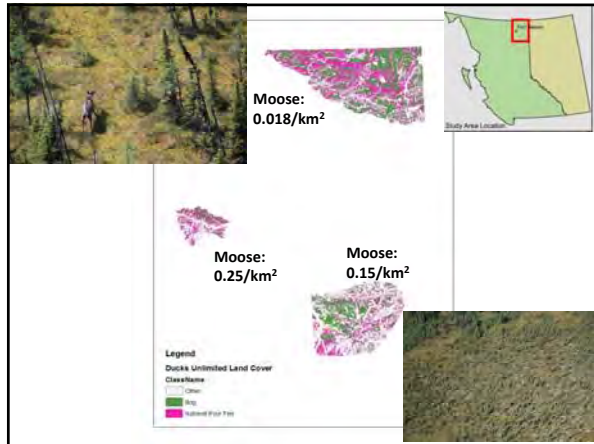 Moose:
0.018/km²
Study Area Location
Moose:
0.25/km²
Moose:
0.15/km²
Legend
Ducks Unlimited Land Cover
ClassName
Other
Bog